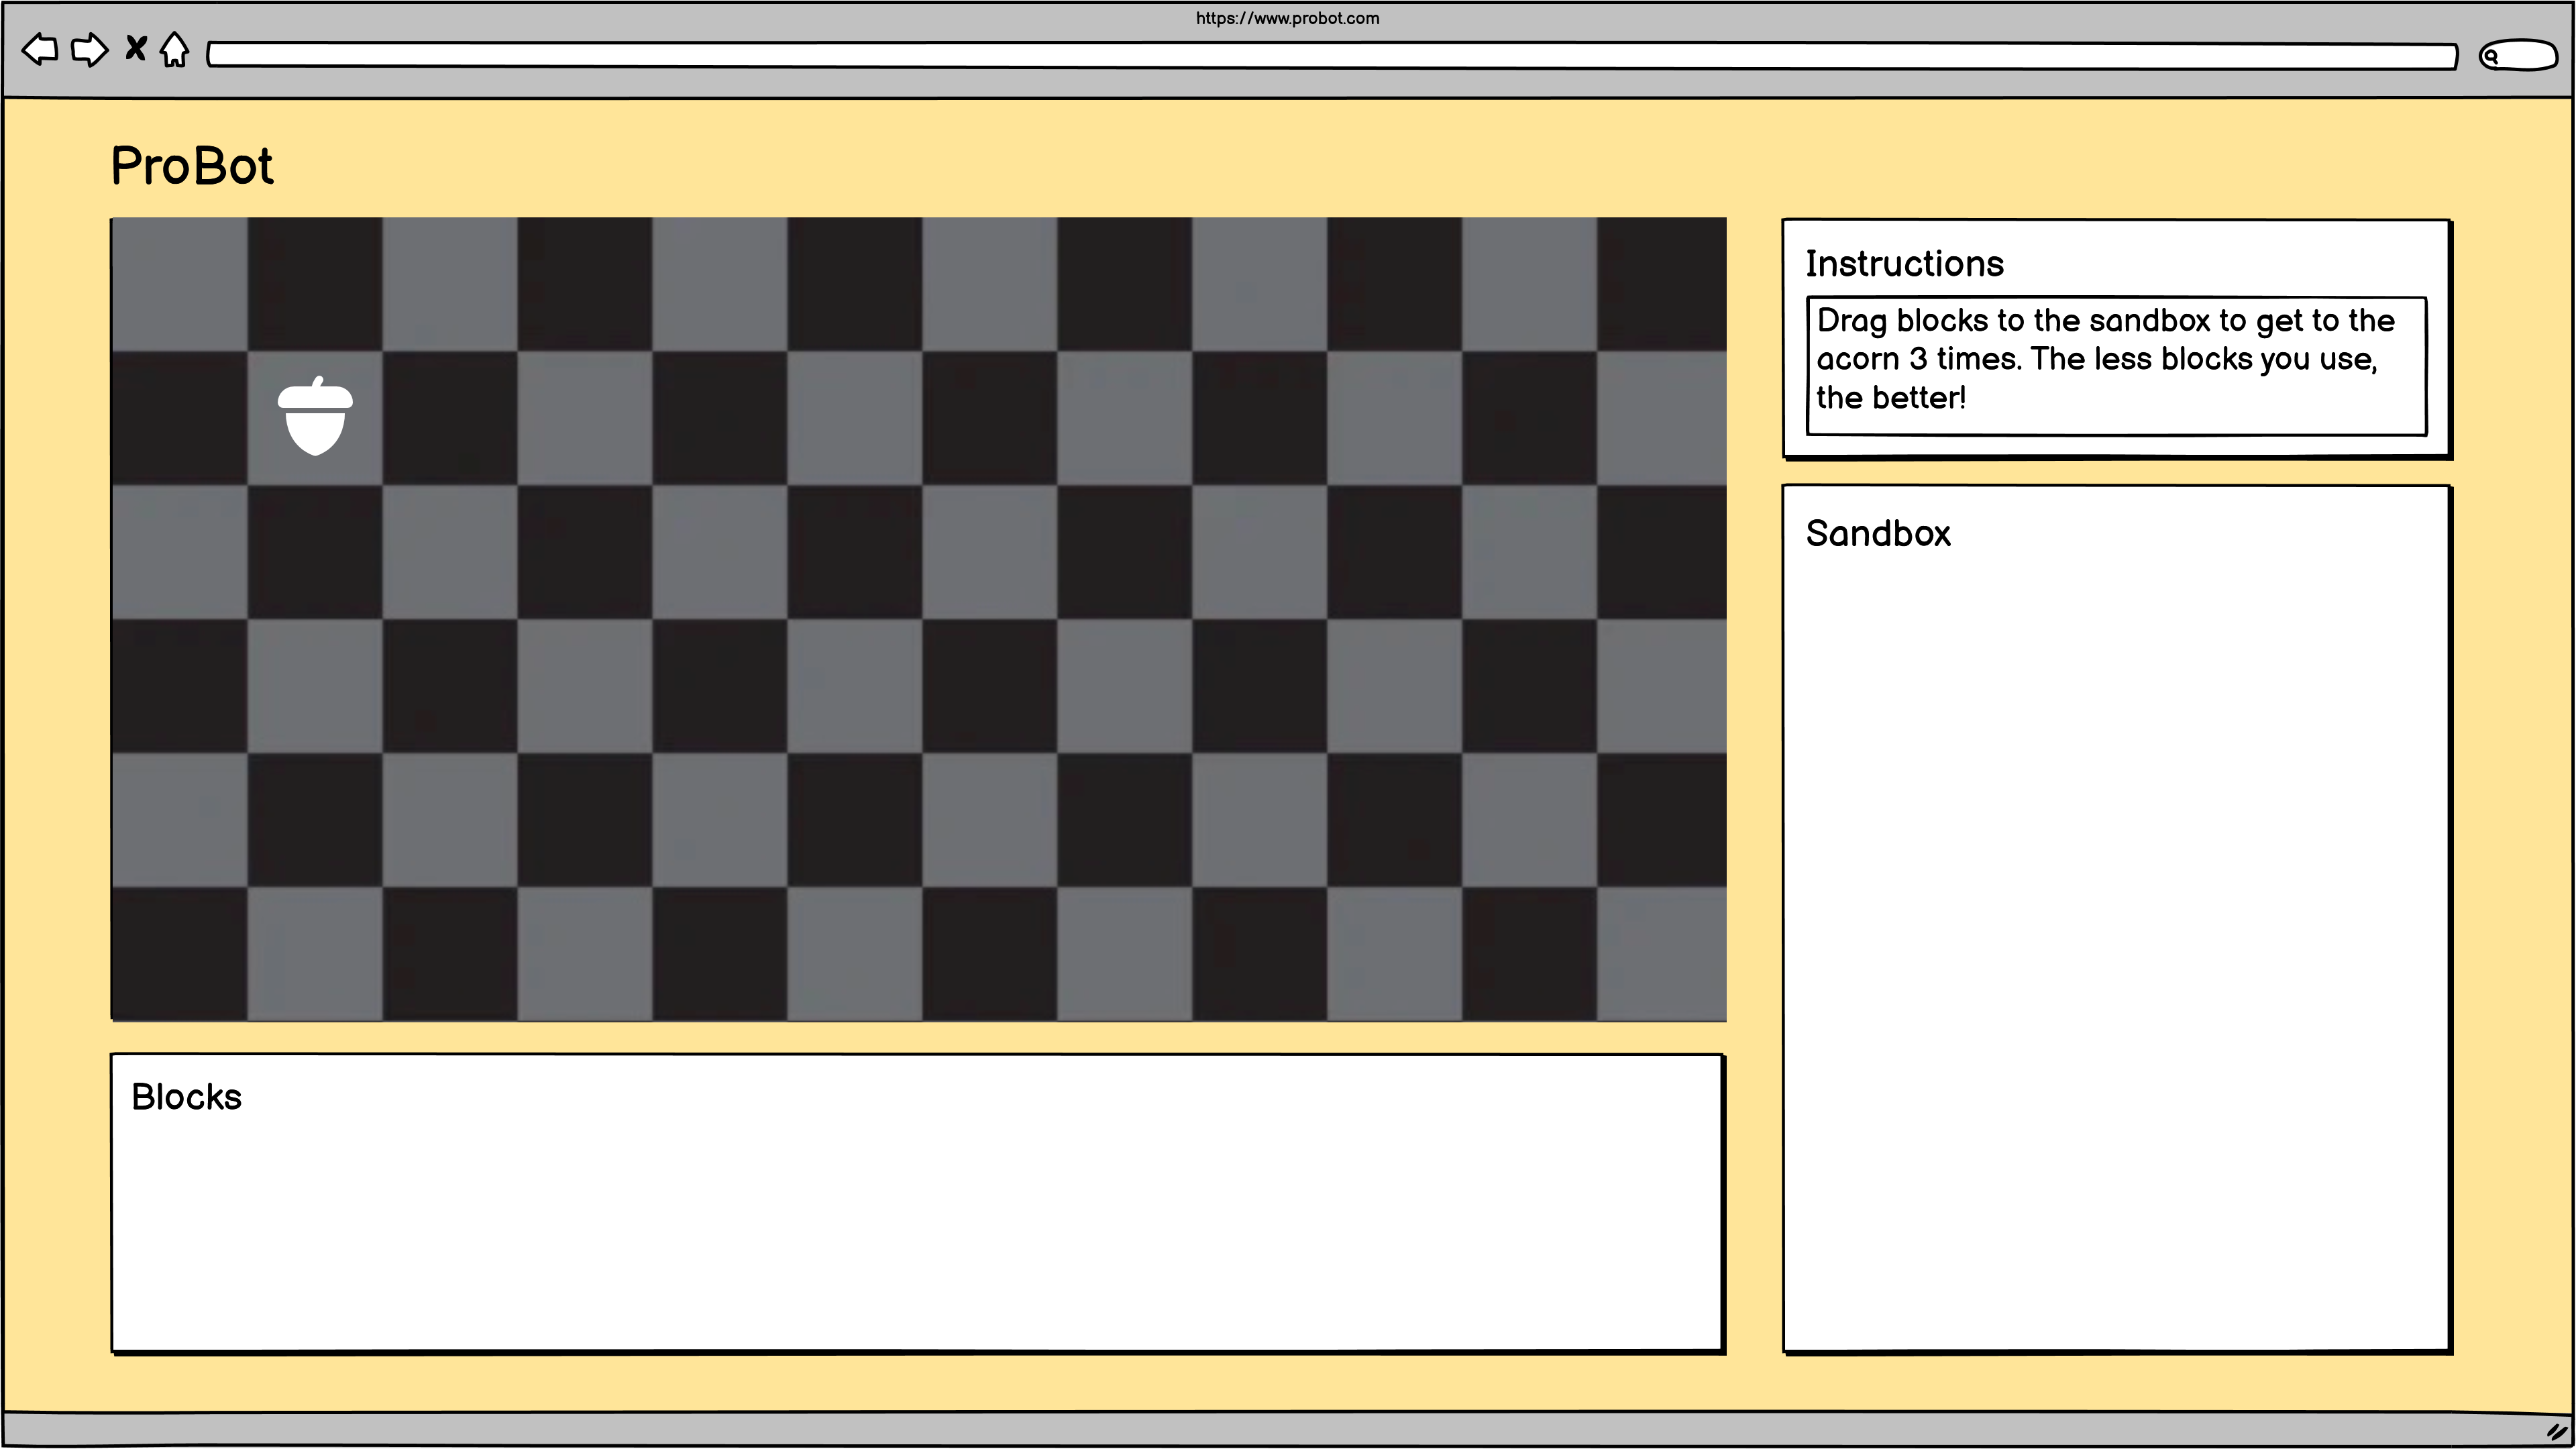 https://www.probot.com
ProBot
Instructions
Drag blocks to the sandbox to get to the
acorn 3 times. The less blocks you use,
the better!
Sandbox
Blocks